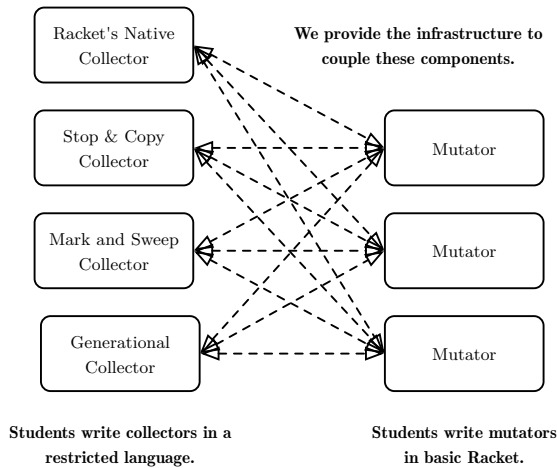 Racket's Native
Collector
We provide the infrastructure to
couple these components.
Stop & Copy
Collector
Mutator
Mark and Sweep
Collector
Mutator
Generational
Collector
Mutator
Students write collectors in a
restricted language.
Students write mutators
in basic Racket.